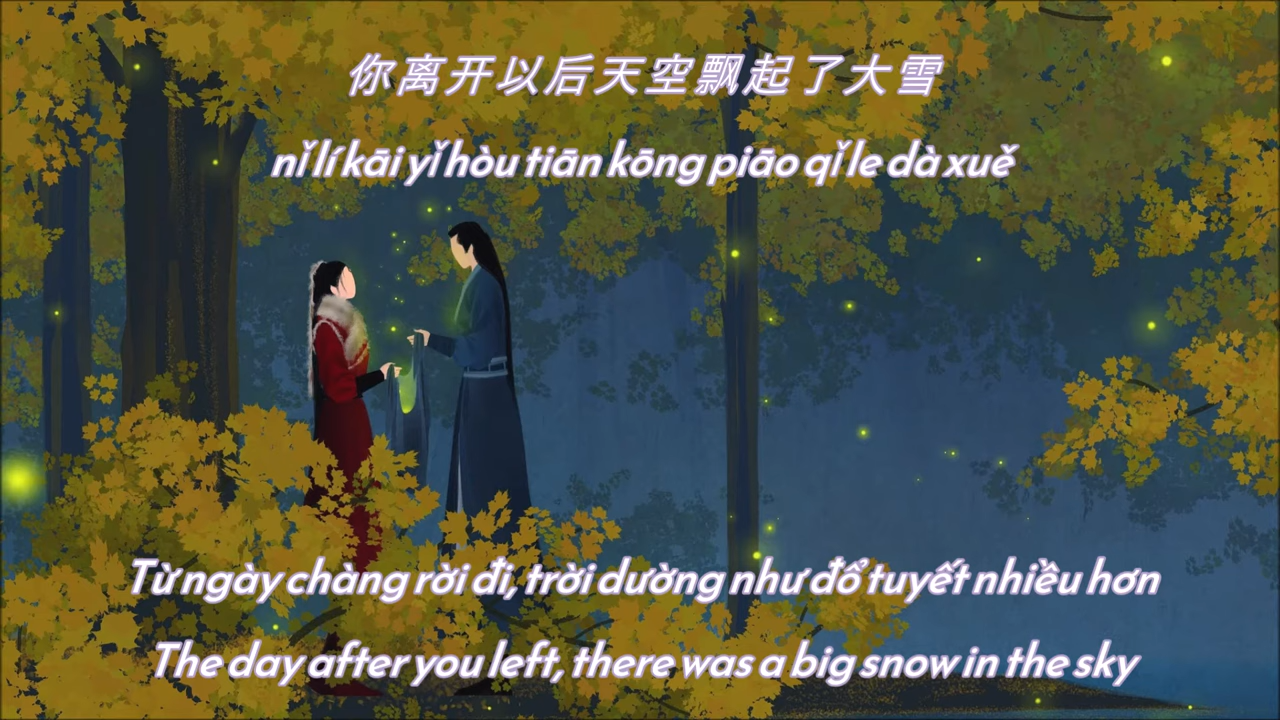 你离开以后天空飘起了大雪
nǐ lí kāi yǐ hòu tiān kōng piāo qǐ le dà xuě
Từ ngày chàng rời đi, trời dường như đổ tuyết nhiều hơn
The day after you left, there was a big snow in the sky